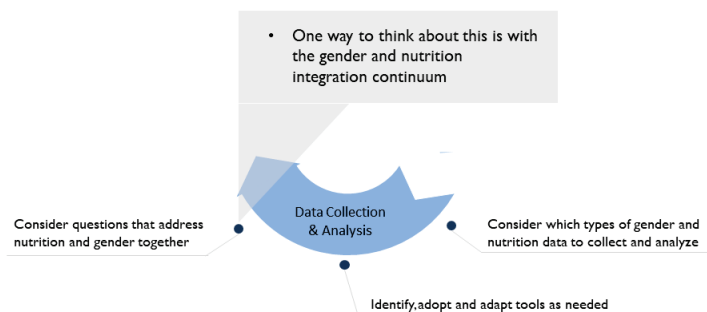 • One way to think about this is with
the gender and nutrition
integration continuum
Data Collection
& Analysis
Consider questions that address
nutrition and gender together
Consider which types of gender and
nutrition data to collect and analyze
Identify, adopt and adapt tools as needed